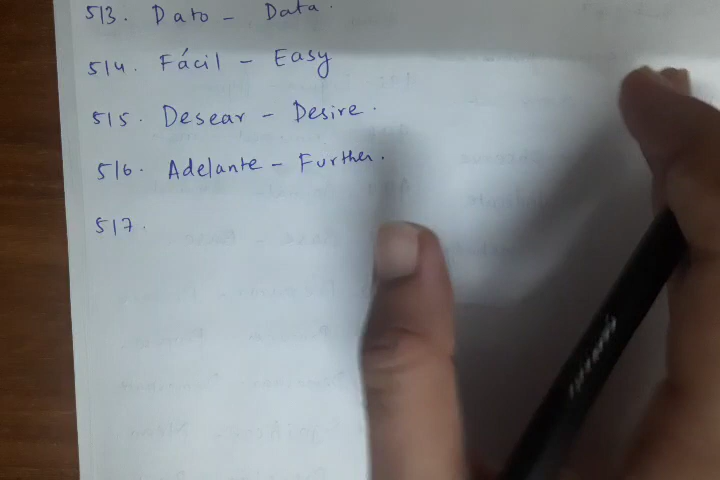 513. Dato - Data.
514. Fácil - Easy
515. Desear - Desire.
516. Adelante - Further.
517.